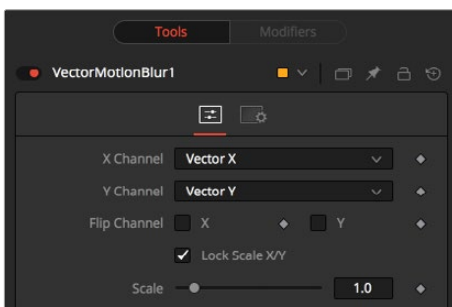 Tools Modifiers
VectorMotionBlur1
X Channel Vector X
Y Channel Vector Y
Flip Channel X Y
Lock Scale X/Y
Scale 1.0